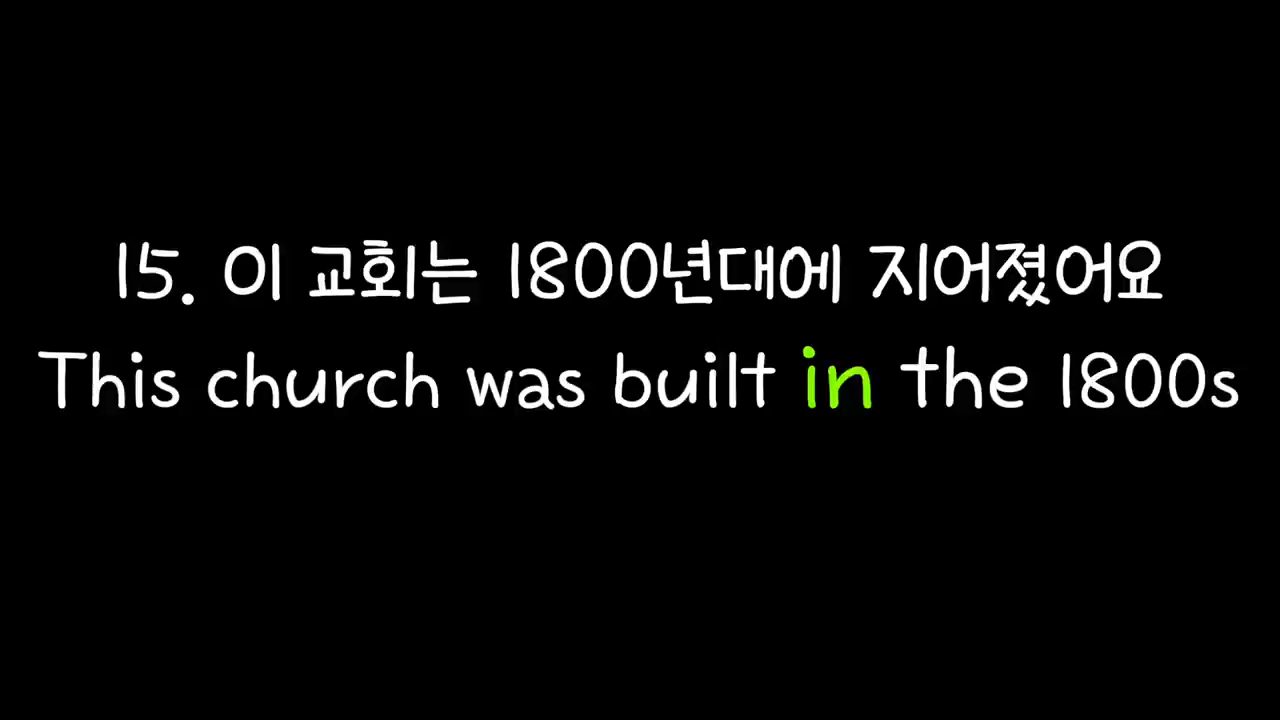 15. 이 교회는 1800년대에 지어졌어요
This church was built in the 1800s